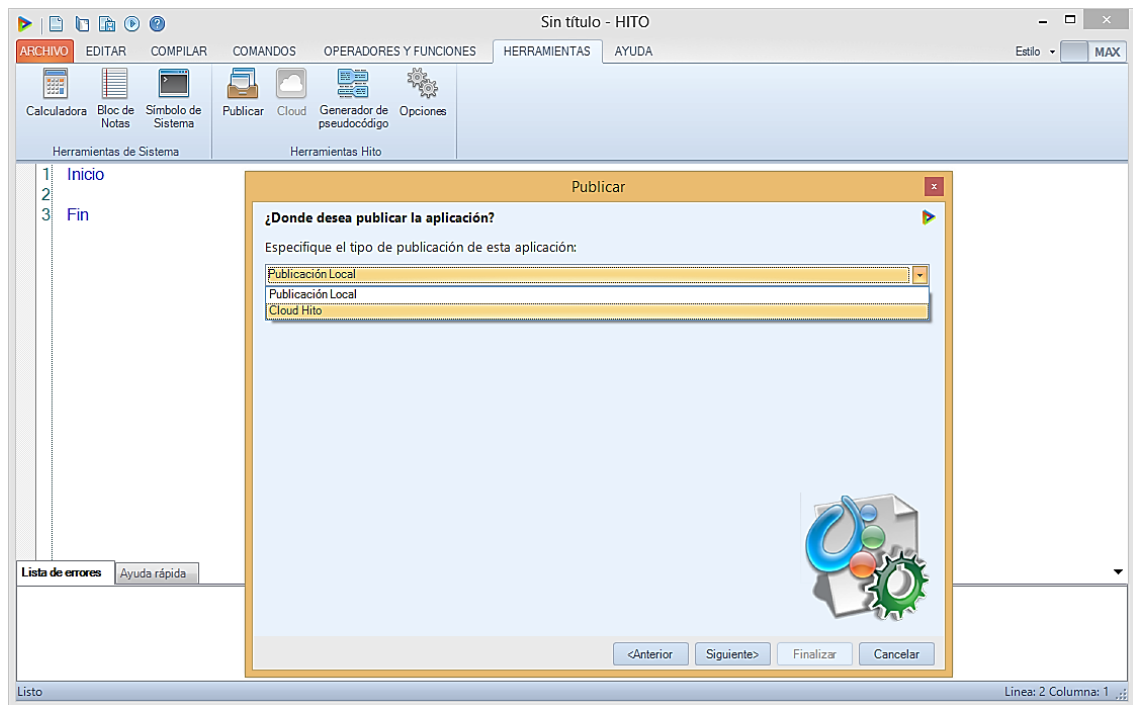 Sin título - HITO
ARCHIVO EDITAR COMPILAR COMANDOS OPERADORES Y FUNCIONES HERRAMIENTAS AYUDA Estilo MAX
Calculadora Bloc de Notas Símbolo de Sistema Publicar Cloud Generador de pseudocódigo Opciones
Herramientas de Sistema Herramientas Hito
1 Inicio
2
3 Fin
Publicar
x
¿Donde desea publicar la aplicación?
Especifique el tipo de publicación de esta aplicación:
Publicación Local
Publicación Local
Cloud Hito
<Anterior Siguiente> Finalizar Cancelar
Lista de errores Ayuda rápida
Listo Linea: 2 Columna: 1